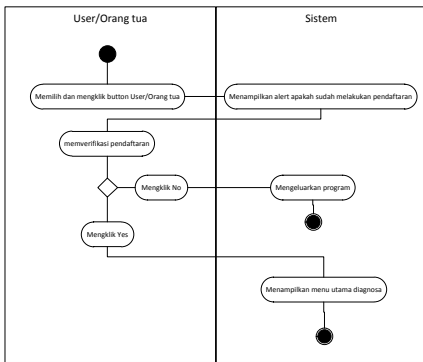 User/Orang tua
Sistem
Memilih dan mengklik button User/Orang tua
Menampilkan alert apakah sudah melakukan pendaftaran
memverifikasi pendaftaran
Mengklik No
Mengeluarkan program
Mengklik Yes
Menampilkan menu utama diagnosa